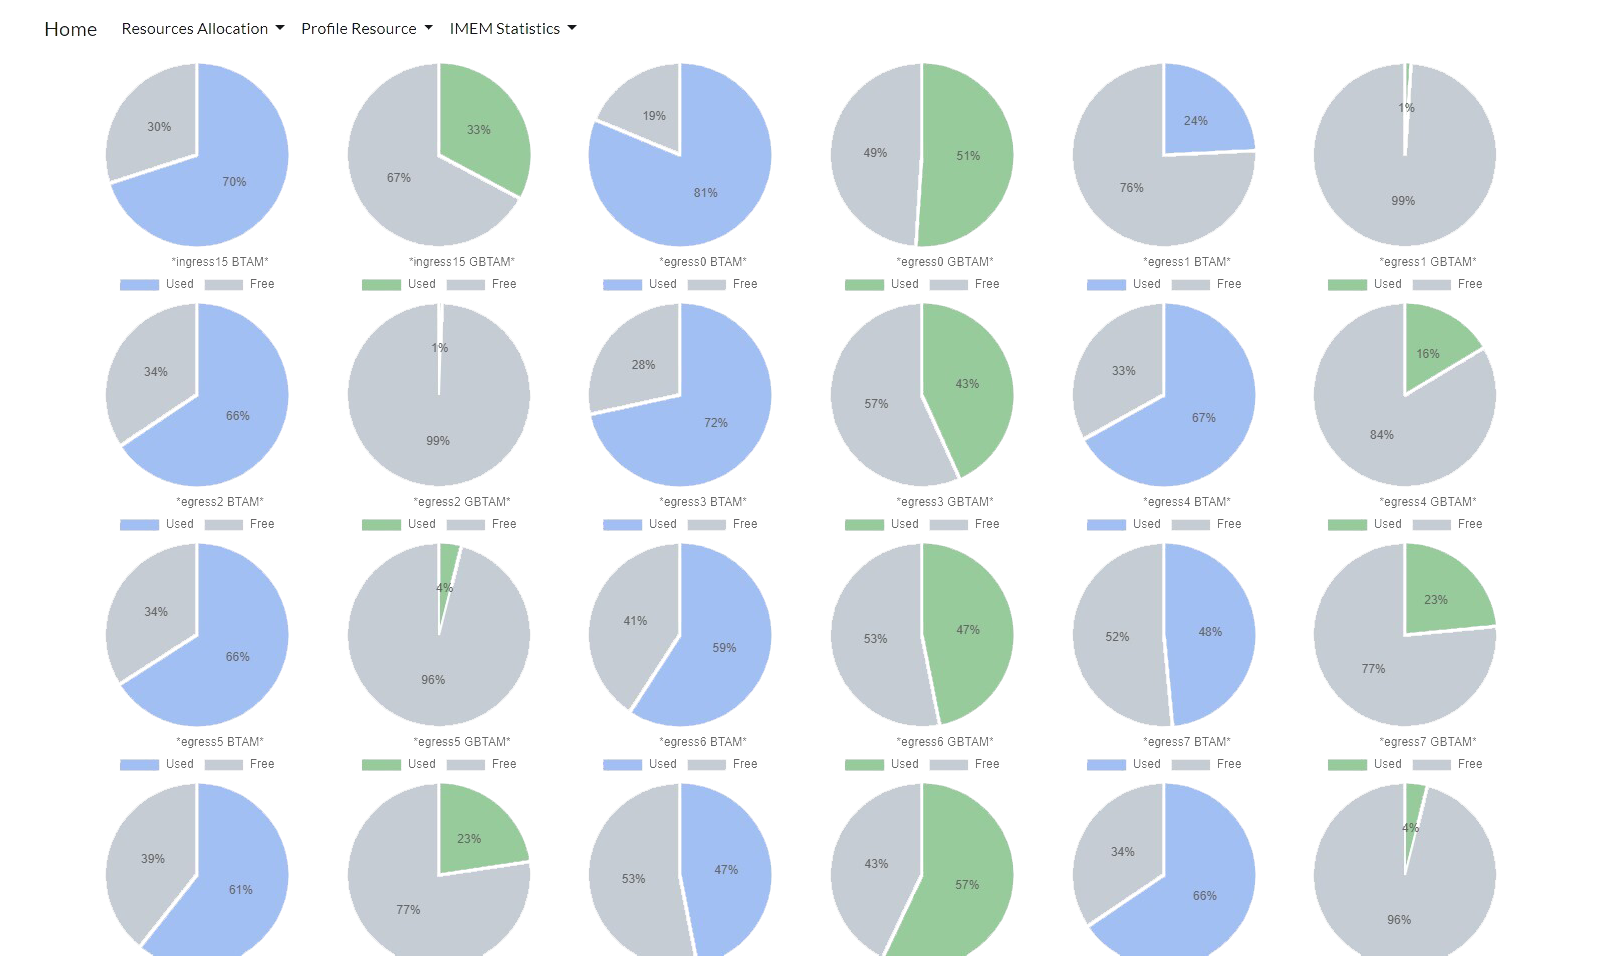 Home Resources Allocation Profile Resource IMEM Statistics
30% 70% 33% 67% 19% 81% 49% 51% 24% 76% 1% 99%
*ingress15 BTAM* *ingress15 GBTAM* *egress0 BTAM* *egress0 GBTAM* *egress1 BTAM* *egress1 GBTAM*
Used Free Used Free Used Free Used Free Used Free Used Free
34% 66% 1% 99% 28% 72% 57% 43% 33% 67% 16% 84%
*egress2 BTAM* *egress2 GBTAM* *egress3 BTAM* *egress3 GBTAM* *egress4 BTAM* *egress4 GBTAM*
Used Free Used Free Used Free Used Free Used Free Used Free
34% 66% 4% 96% 41% 59% 53% 47% 52% 48% 23% 77%
*egress5 BTAM* *egress5 GBTAM* *egress6 BTAM* *egress6 GBTAM* *egress7 BTAM* *egress7 GBTAM*
Used Free Used Free Used Free Used Free Used Free Used Free
39% 61% 23% 77% 53% 47% 43% 57% 34% 66% 4% 96%